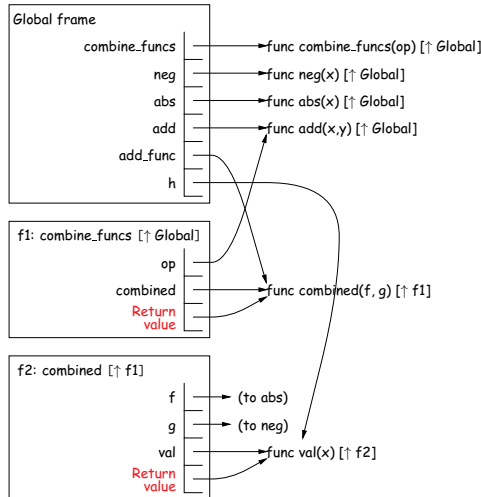 Global frame
combine_funcs func combine_funcs(op) [↑ Global]
neg func neg(x) [↑ Global]
abs func abs(x) [↑ Global]
add func add(x,y) [↑ Global]
add_func
h
f1: combine_funcs [↑ Global]
op
combined func combined(f, g) [↑ f1]
Return
value
f2: combined [↑ f1]
f (to abs)
g (to neg)
val func val(x) [↑ f2]
Return
value